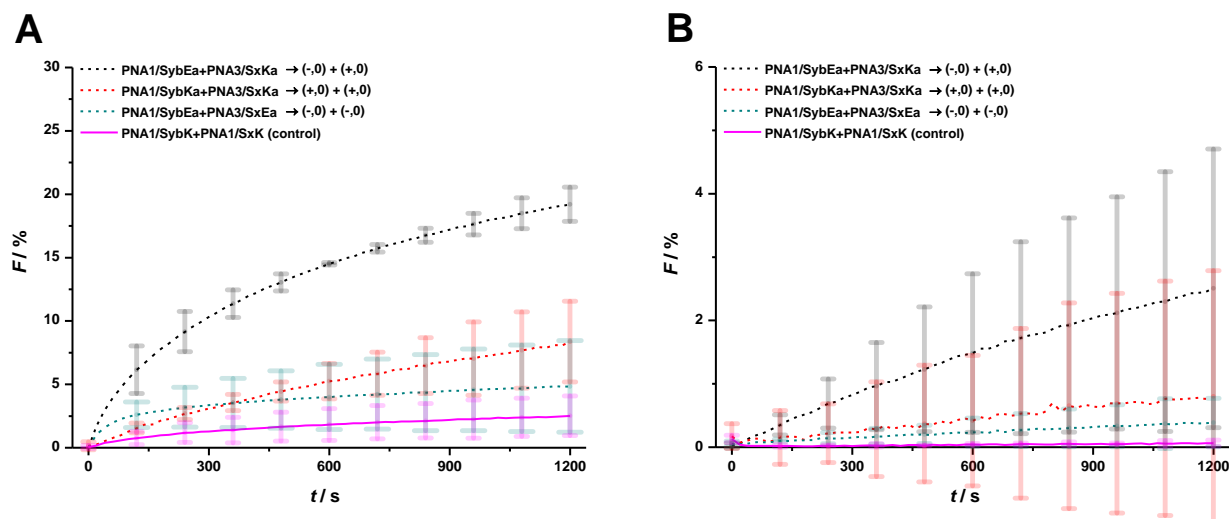 A
PNA1/SybEa+PNA3/SxKa → (-,0) + (+,0)
PNA1/SybKa+PNA3/SxKa → (+,0) + (+,0)
PNA1/SybEa+PNA3/SxEa → (-,0) + (-,0)
PNA1/SybK+PNA1/SxK (control)
30
25
20
15
10
5
0
F / %
0 300 600 900 1200
t / s
B
PNA1/SybEa+PNA3/SxKa → (-,0) + (+,0)
PNA1/SybKa+PNA3/SxKa → (+,0) + (+,0)
PNA1/SybEa+PNA3/SxEa → (-,0) + (-,0)
PNA1/SybK+PNA1/SxK (control)
6
4
2
0
F / %
0 300 600 900 1200
t / s